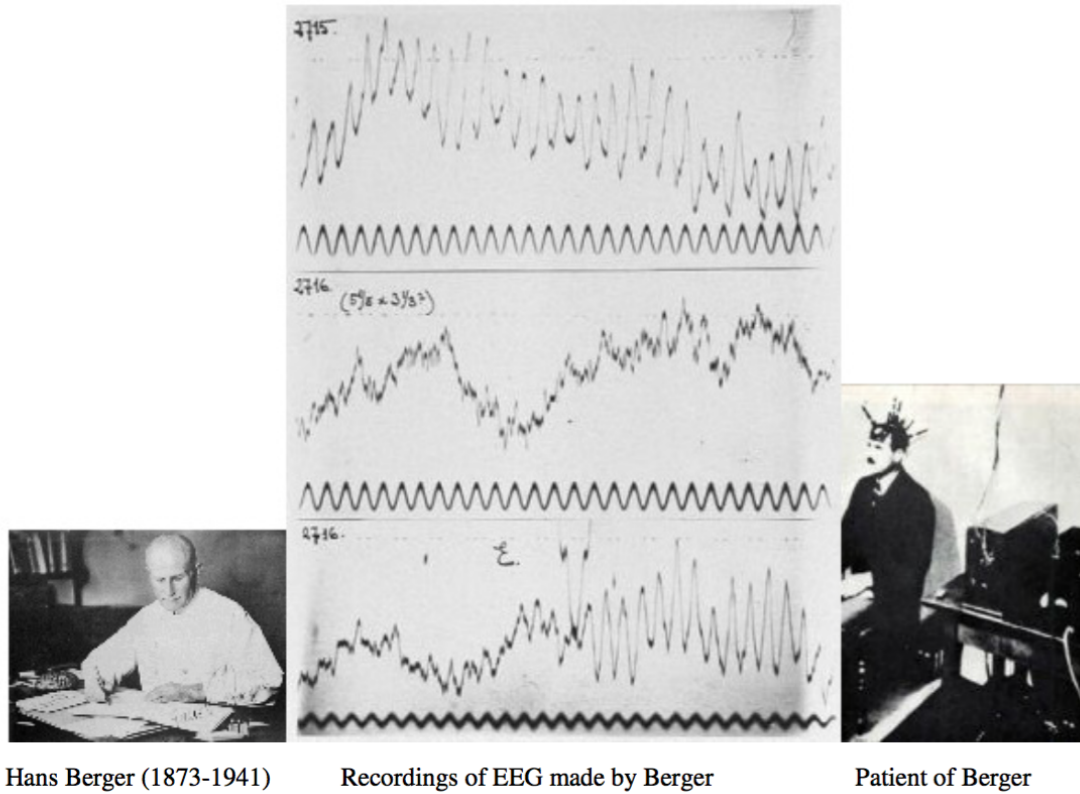 2715.
2716.
2716.
E.
Hans Berger (1873-1941)
Recordings of EEG made by Berger
Patient of Berger